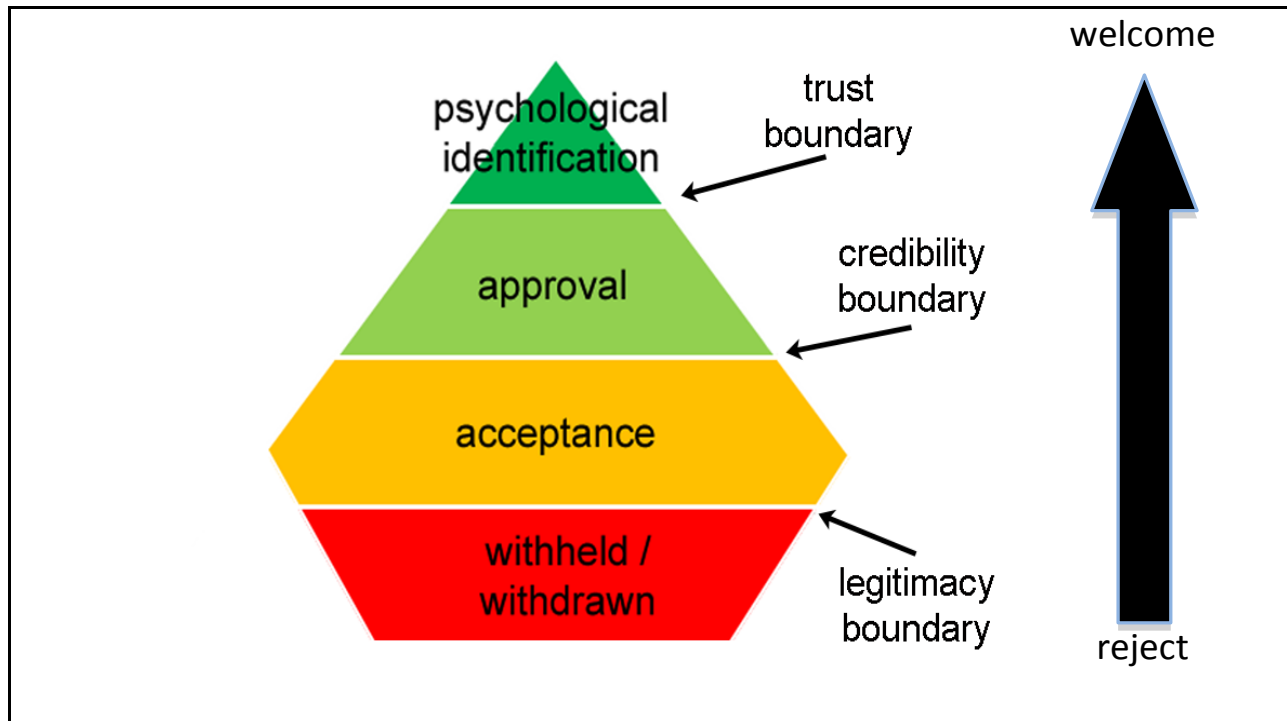 welcome
psychological
identification
trust
boundary
approval
credibility
boundary
acceptance
withheld /
withdrawn
legitimacy
boundary
reject